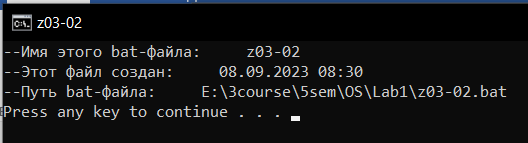 z03-02
--Имя этого bat-файла:     z03-02
--Этот файл создан:     08.09.2023 08:30
--Путь bat-файла:     E:\3course\5sem\OS\Lab1\z03-02.bat
Press any key to continue . . .